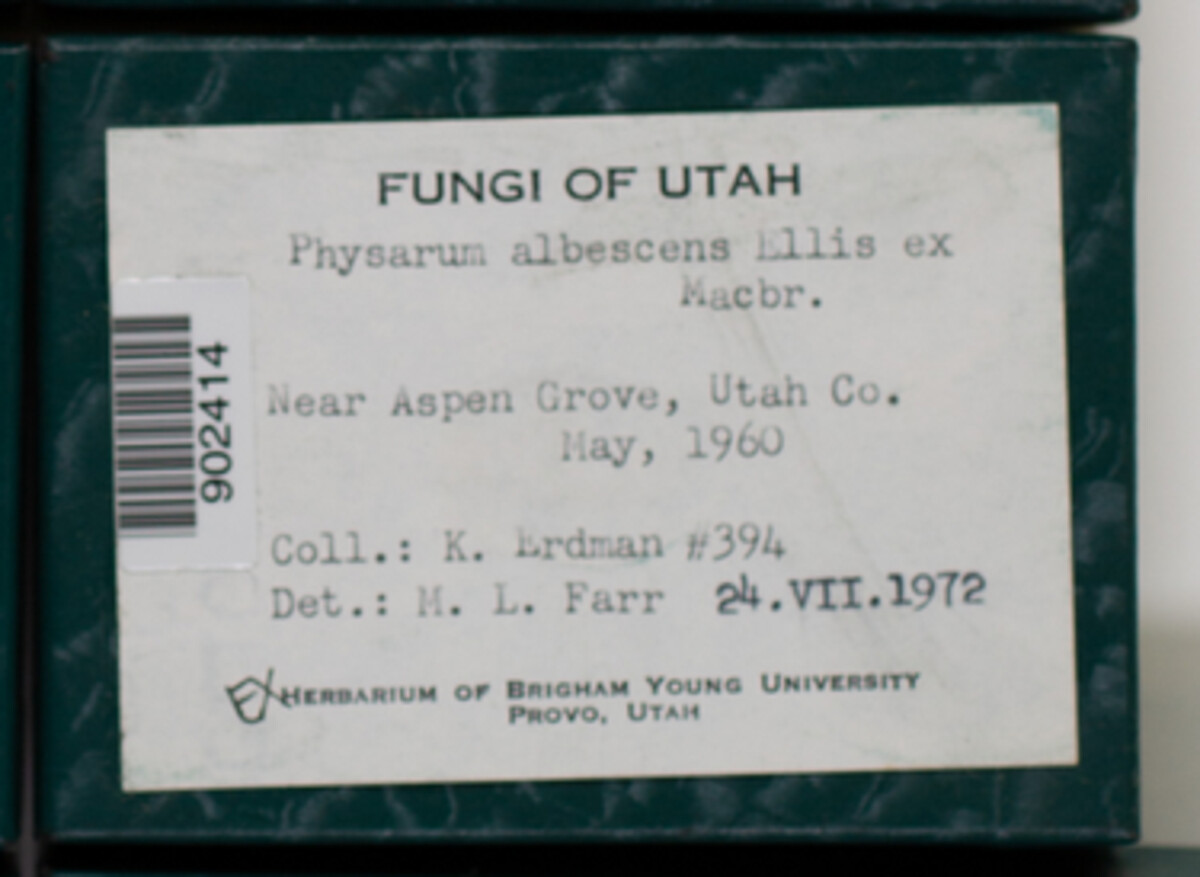 FUNGI OF UTAH
Physarum albescens Ellis ex
Macbr.
902414
Near Aspen Grove, Utah Co.
May, 1960
Coll.: K. Erdman #394
Det.: M. L. Farr 24.VII.1972
Ex HERBARIUM OF BRIGHAM YOUNG UNIVERSITY
PROVO, UTAH